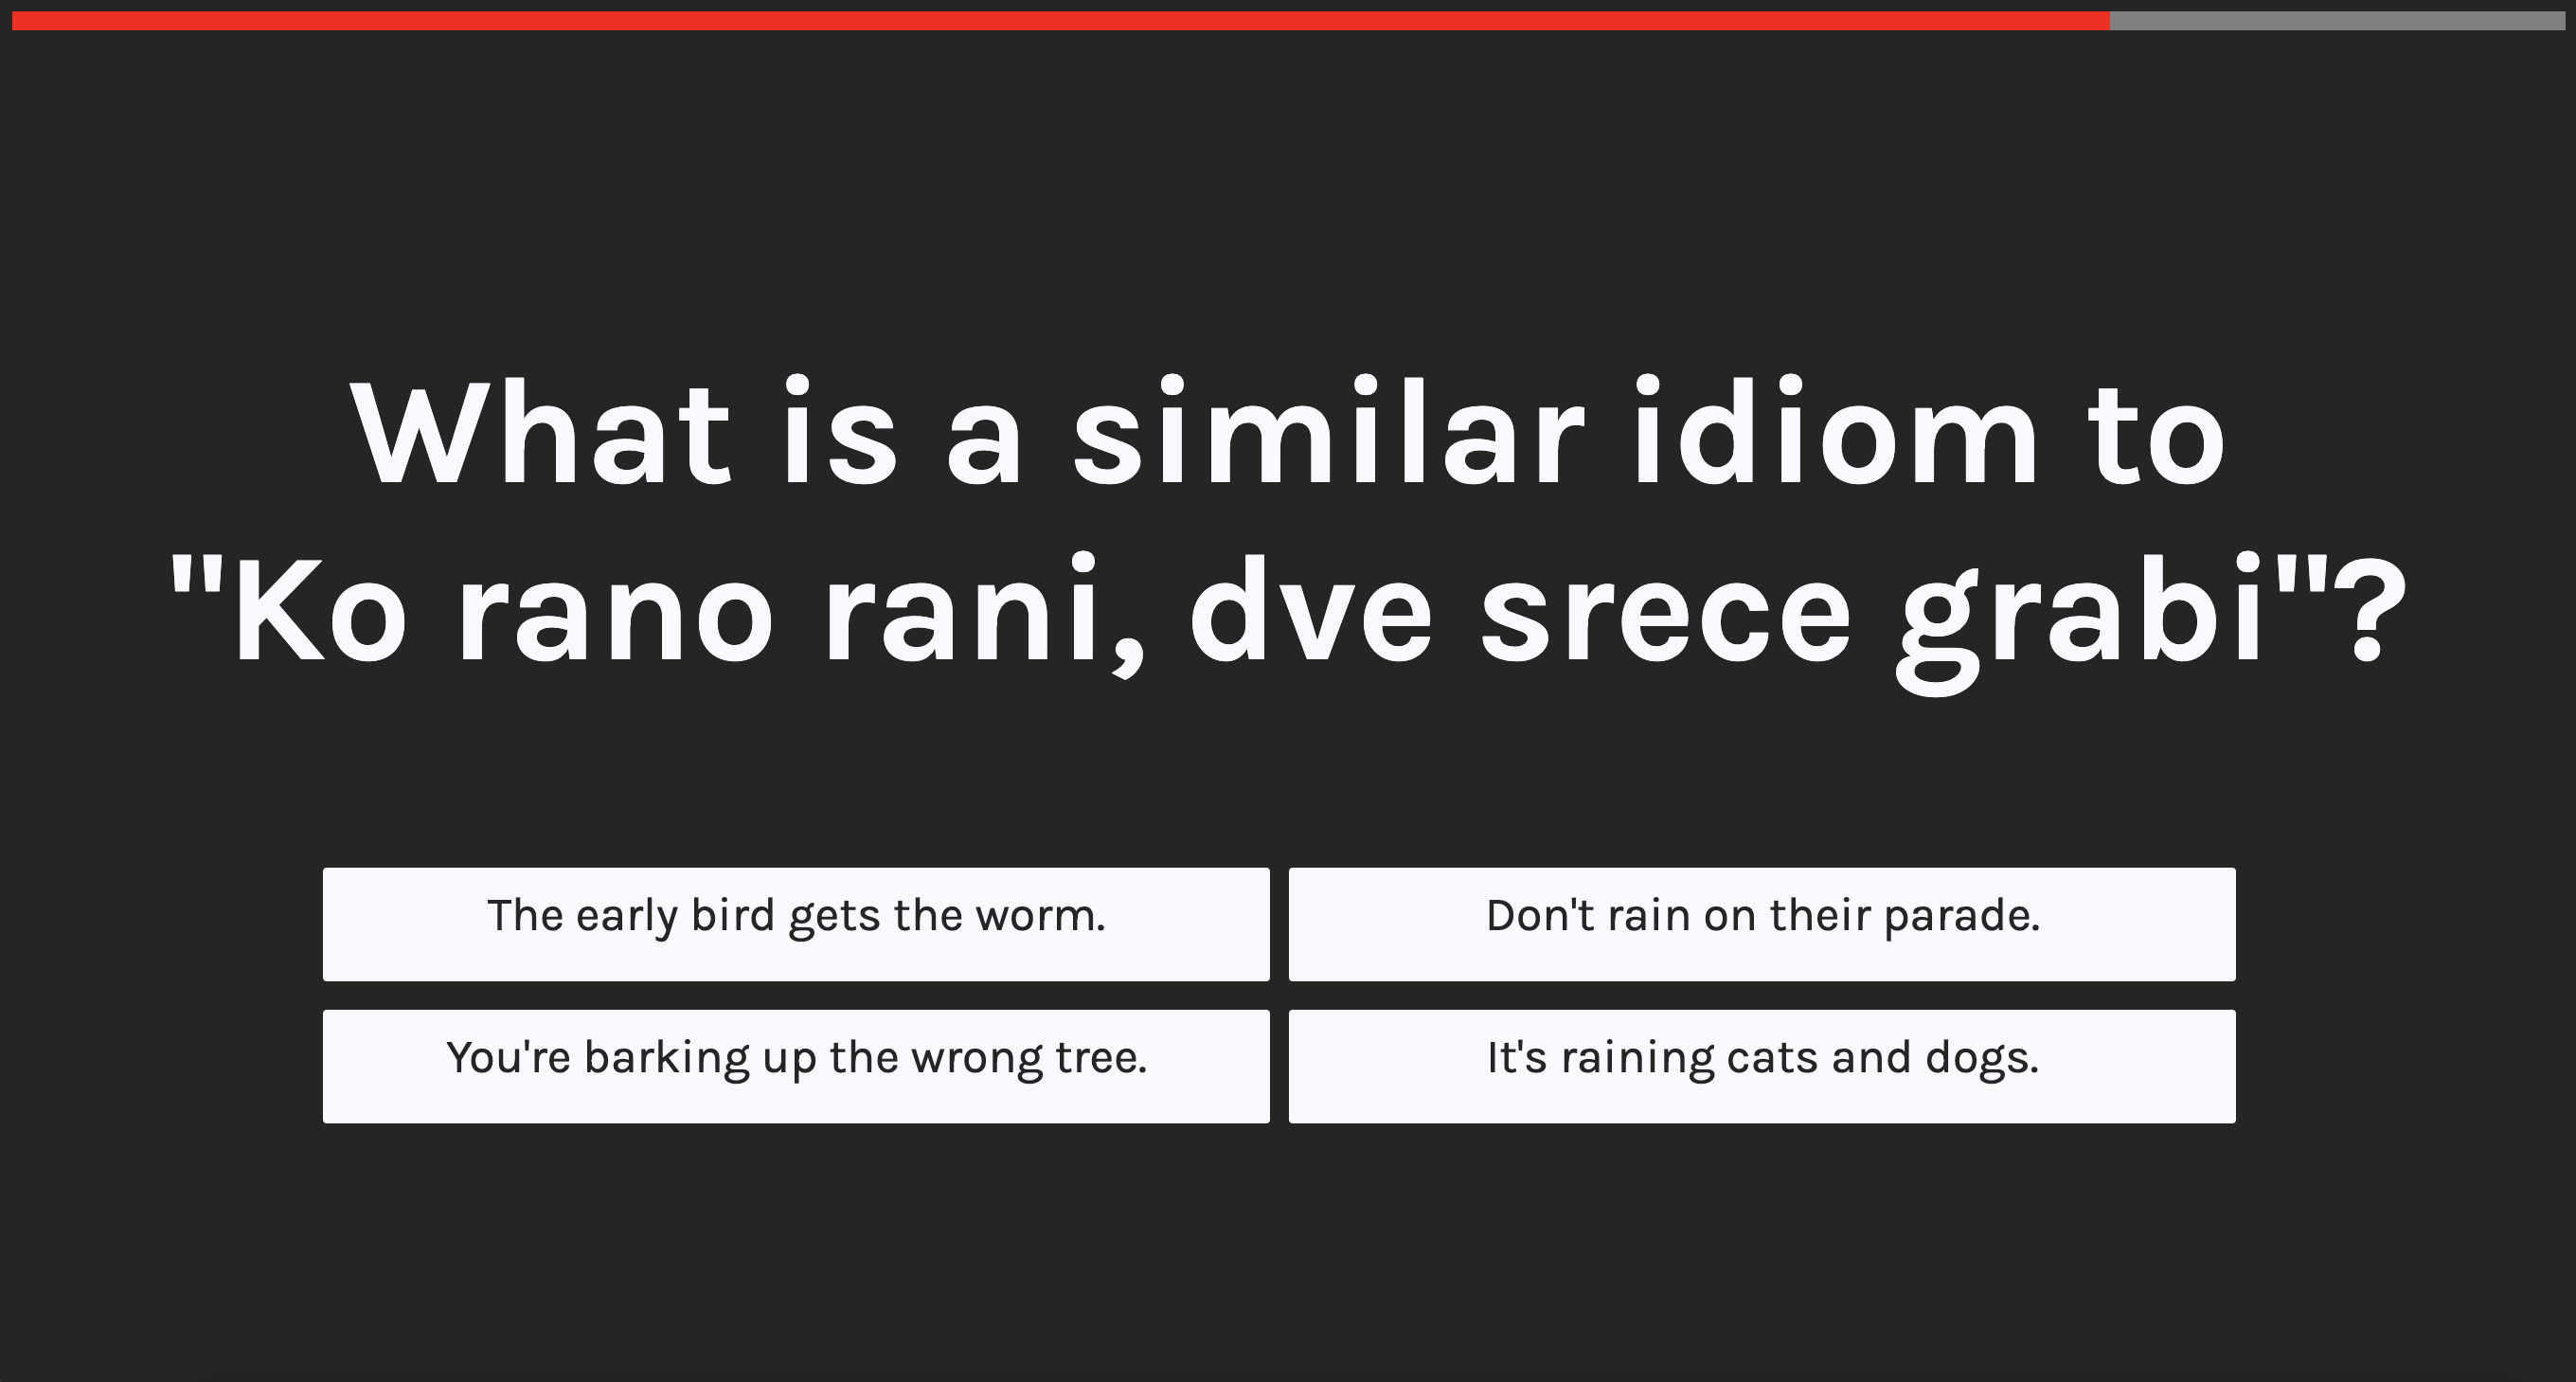 What is a similar idiom to
"Ko rano rani, dve srece grabi"?
The early bird gets the worm.
Don't rain on their parade.
You're barking up the wrong tree.
It's raining cats and dogs.